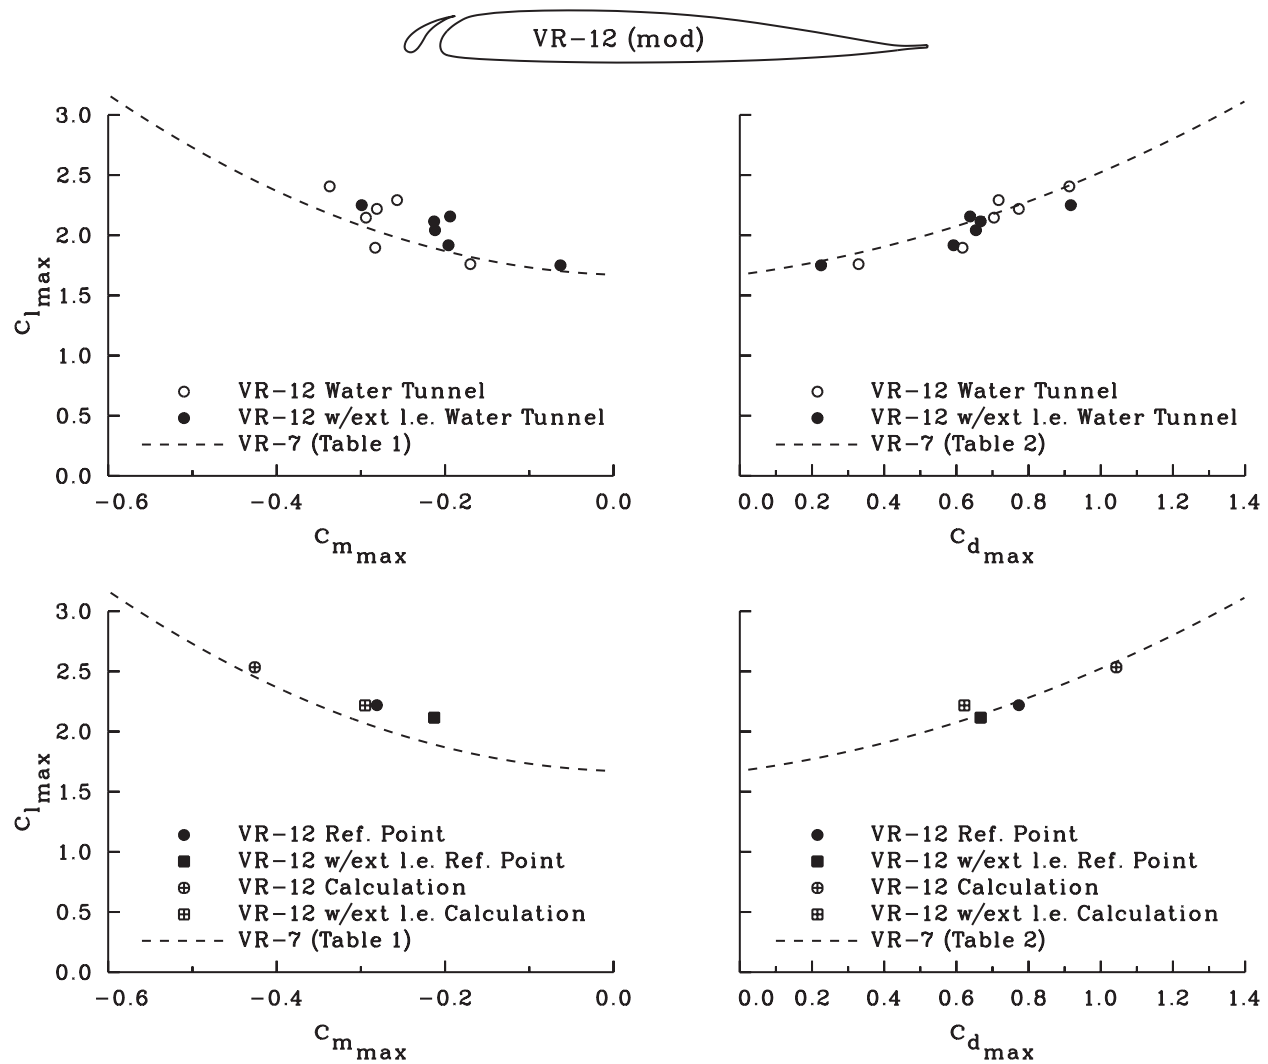 VR-12 (mod)
3.0
2.5
2.0
1.5
1.0
0.5
0.0
c_l_max
VR-12 Water Tunnel
VR-12 w/ext l.e. Water Tunnel
VR-7 (Table 1)
-0.6 -0.4 -0.2 0.0
c_m_max
VR-12 Water Tunnel
VR-12 w/ext l.e. Water Tunnel
VR-7 (Table 2)
0.0 0.2 0.4 0.6 0.8 1.0 1.2 1.4
c_d_max
3.0
2.5
2.0
1.5
1.0
0.5
0.0
c_l_max
VR-12 Ref. Point
VR-12 w/ext l.e. Ref. Point
VR-12 Calculation
VR-12 w/ext l.e. Calculation
VR-7 (Table 1)
-0.6 -0.4 -0.2 0.0
c_m_max
VR-12 Ref. Point
VR-12 w/ext l.e. Ref. Point
VR-12 Calculation
VR-12 w/ext l.e. Calculation
VR-7 (Table 2)
0.0 0.2 0.4 0.6 0.8 1.0 1.2 1.4
c_d_max